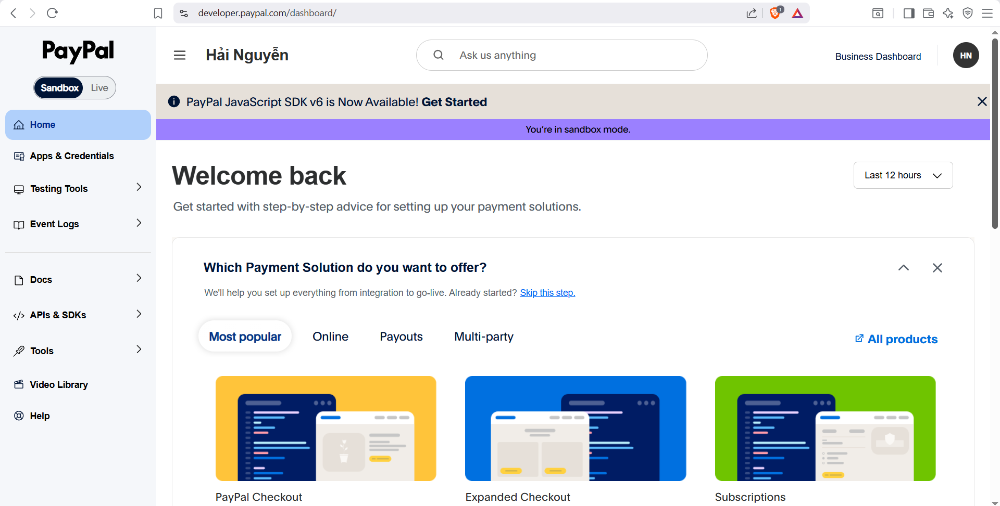 developer.paypal.com/dashboard/
1
PayPal
Sandbox Live
Home
Apps & Credentials
Testing Tools
Event Logs
Docs
APIs & SDKs
Tools
Video Library
Help
Hải Nguyễn
Ask us anything
Business Dashboard
HN
PayPal JavaScript SDK v6 is Now Available! Get Started
You're in sandbox mode.
Welcome back
Last 12 hours
Get started with step-by-step advice for setting up your payment solutions.
Which Payment Solution do you want to offer?
We'll help you set up everything from integration to go-live. Already started? Skip this step.
Most popular Online Payouts Multi-party
All products
PayPal Checkout
Expanded Checkout
Subscriptions